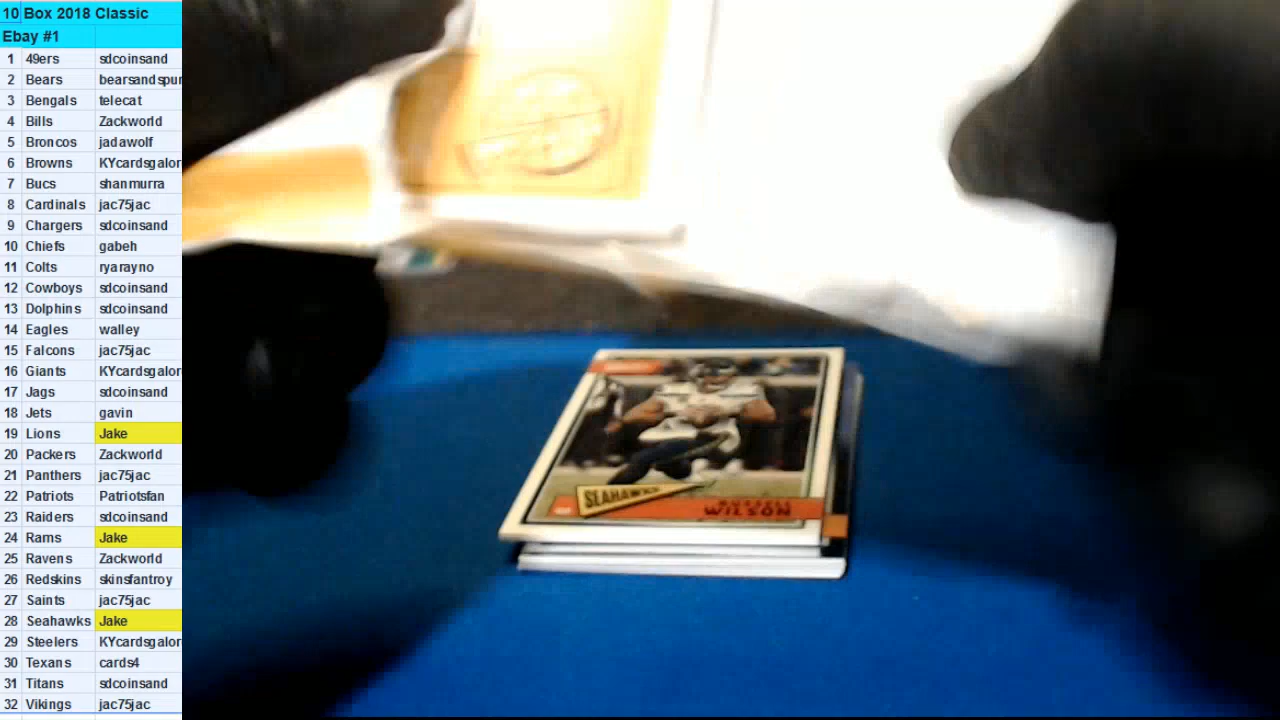 10 Box 2018 Classic
Ebay #1
1 49ers sdcoinsand
2 Bears bearsandspur
3 Bengals telecat
4 Bills Zackworld
5 Broncos jadawolf
6 Browns KYcardsgalor
7 Bucs shanmurra
8 Cardinals jac75jac
9 Chargers sdcoinsand
10 Chiefs gabeh
11 Colts ryarayno
12 Cowboys sdcoinsand
13 Dolphins sdcoinsand
14 Eagles walley
15 Falcons jac75jac
16 Giants KYcardsgalor
17 Jags sdcoinsand
18 Jets gavin
19 Lions Jake
20 Packers Zackworld
21 Panthers jac75jac
22 Patriots Patriotsfan
23 Raiders sdcoinsand
24 Rams Jake
25 Ravens Zackworld
26 Redskins skinsfantroy
27 Saints jac75jac
28 Seahawks Jake
29 Steelers KYcardsgalor
30 Texans cards4
31 Titans sdcoinsand
32 Vikings jac75jac
SEAHAWKS
RUSSELL
WILSON